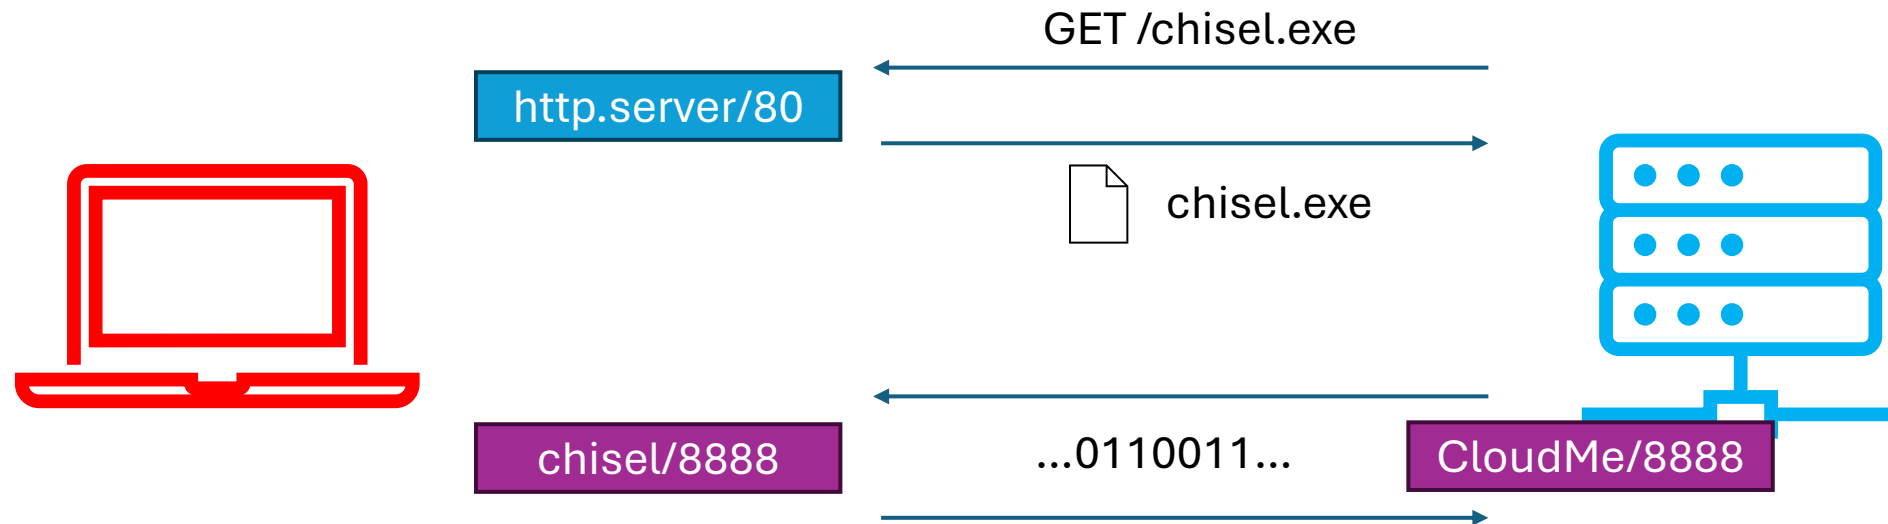 GET /chisel.exe
http.server/80
chisel.exe
chisel/8888
...0110011...
CloudMe/8888